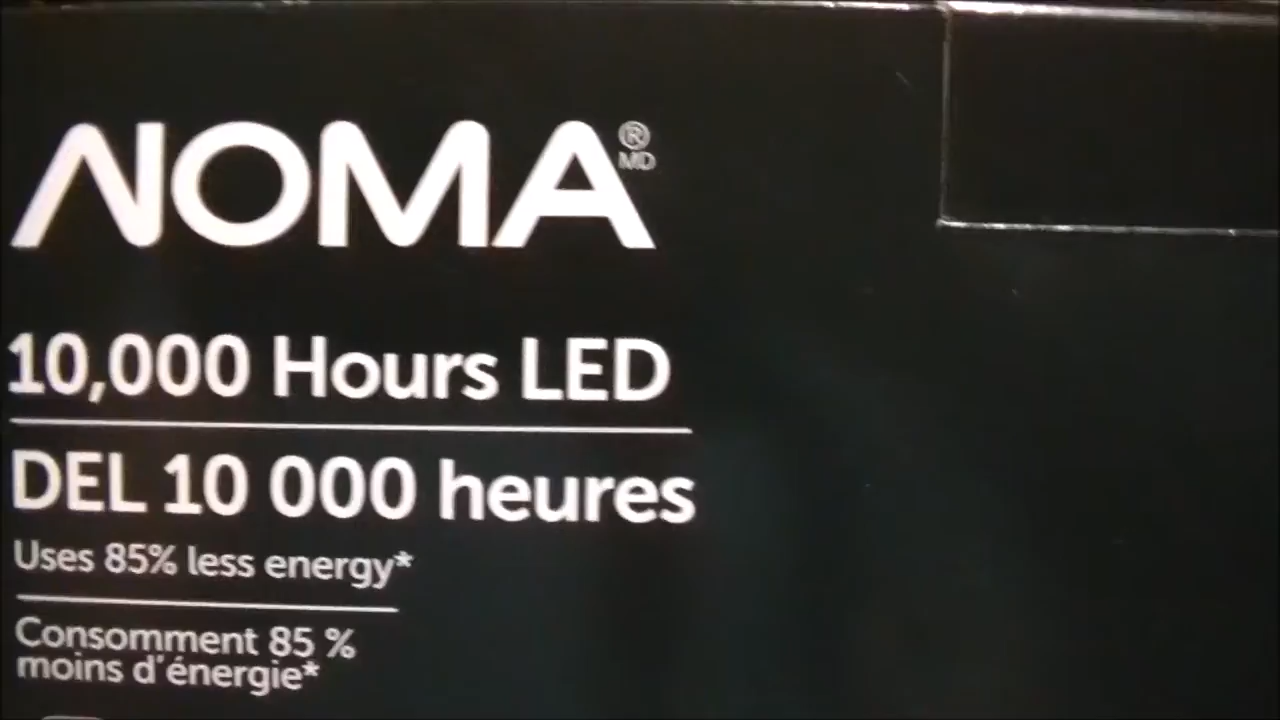 NOMA ® MD
10,000 Hours LED
DEL 10 000 heures
Uses 85% less energy*
Consomment 85 %
moins d'énergie*